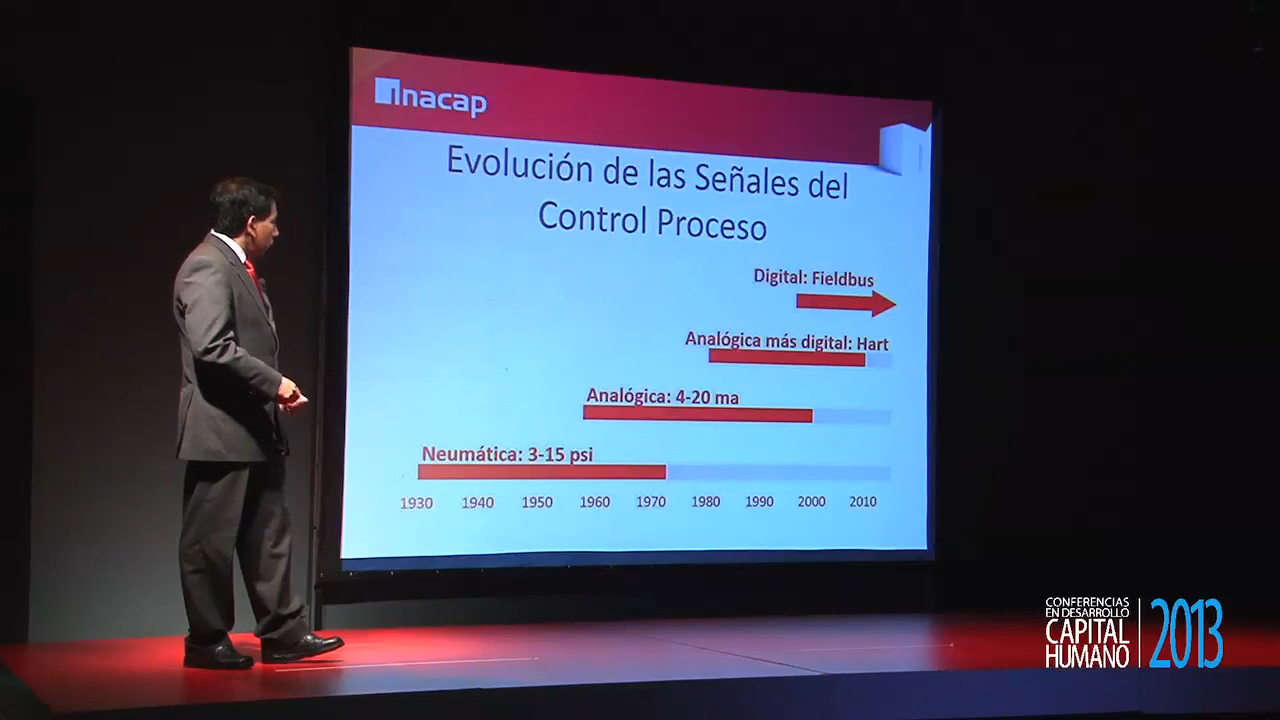 inacap
Evolución de las Señales del
Control Proceso
Digital: Fieldbus
Analógica más digital: Hart
Analógica: 4-20 ma
Neumática: 3-15 psi
1930 1940 1950 1960 1970 1980 1990 2000 2010
CONFERENCIAS
EN DESARROLLO
CAPITAL
HUMANO
2013